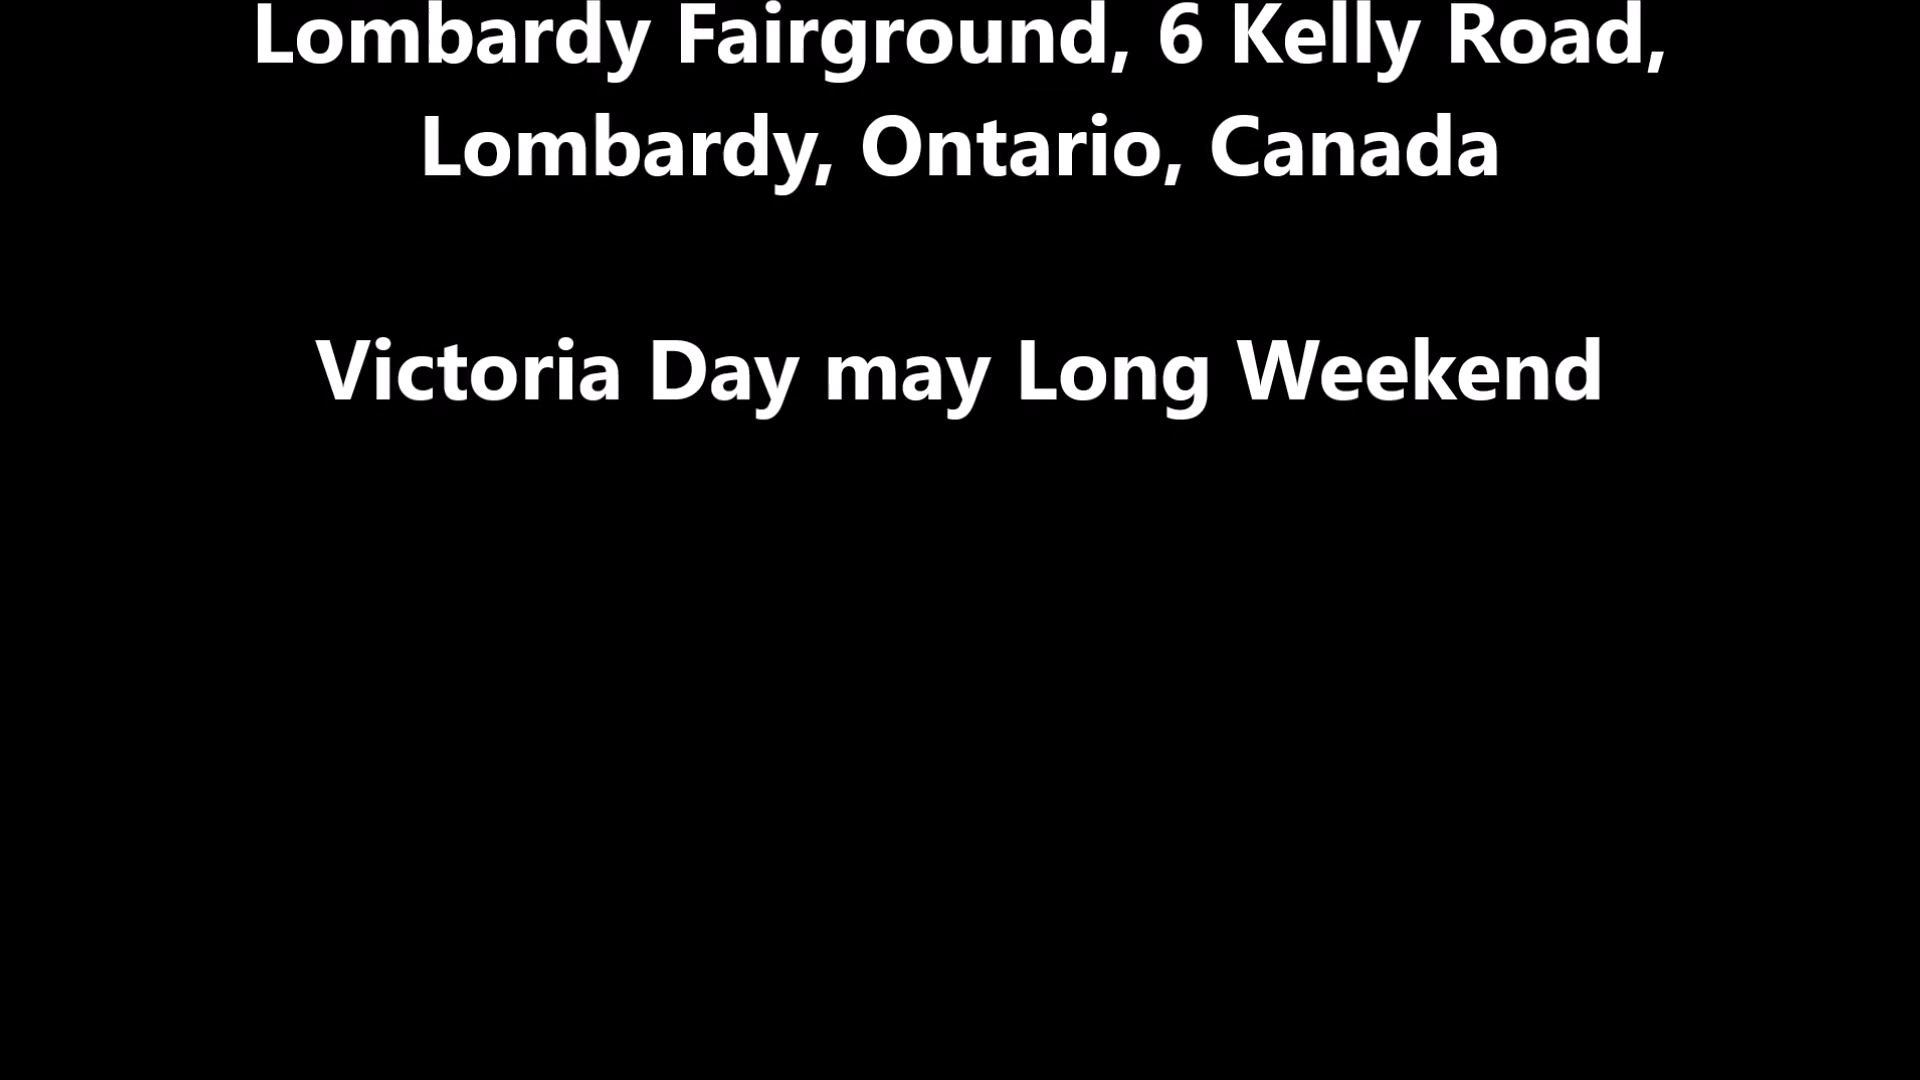 Lombardy Fairground, 6 Kelly Road,
Lombardy, Ontario, Canada
Victoria Day may Long Weekend